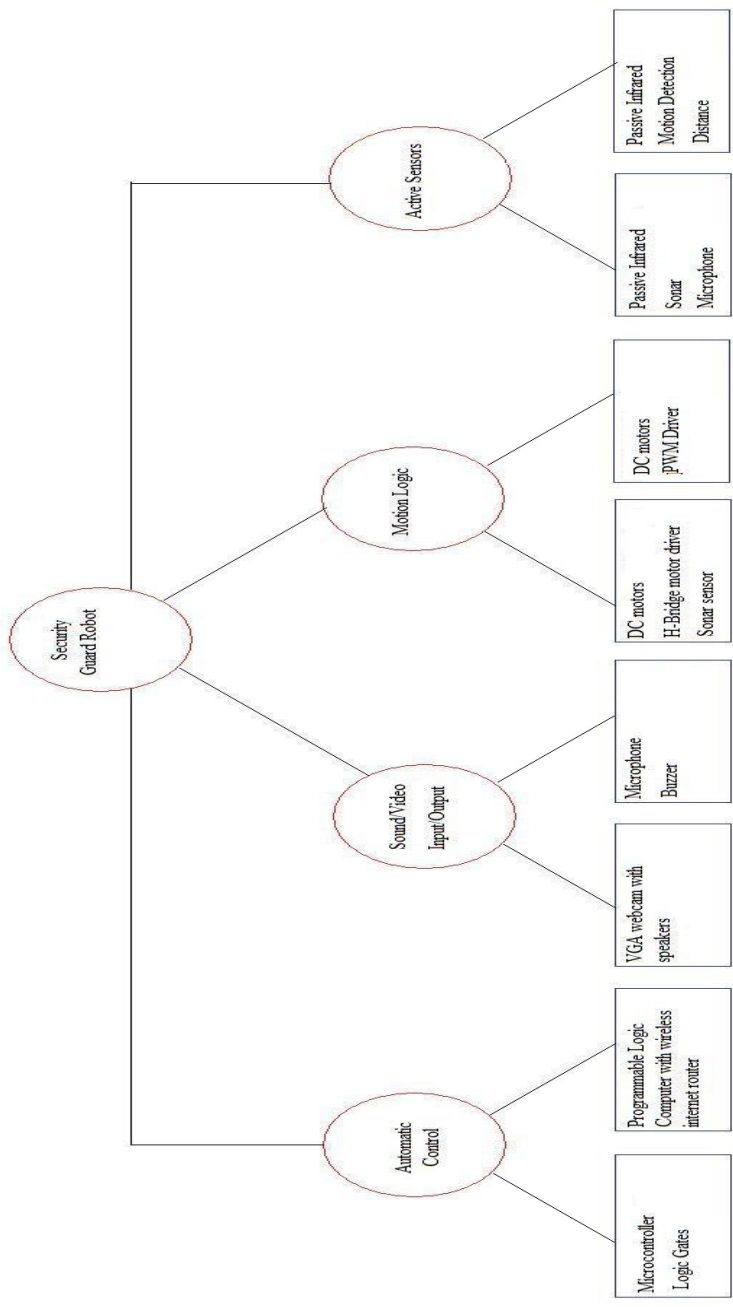 Security
Guard Robot
Automatic
Control
Sound/Video
Input/Output
Motion Logic
Active Sensors
Microcontroller
Logic Gates
Programmable Logic
Computer with wireless
internet router
VGA webcam with
speakers
Microphone
Buzzer
DC motors
H-Bridge motor driver
Sonar sensor
DC motors
PWM Driver
Passive Infrared
Sonar
Microphone
Passive Infrared
Motion Detection
Distance